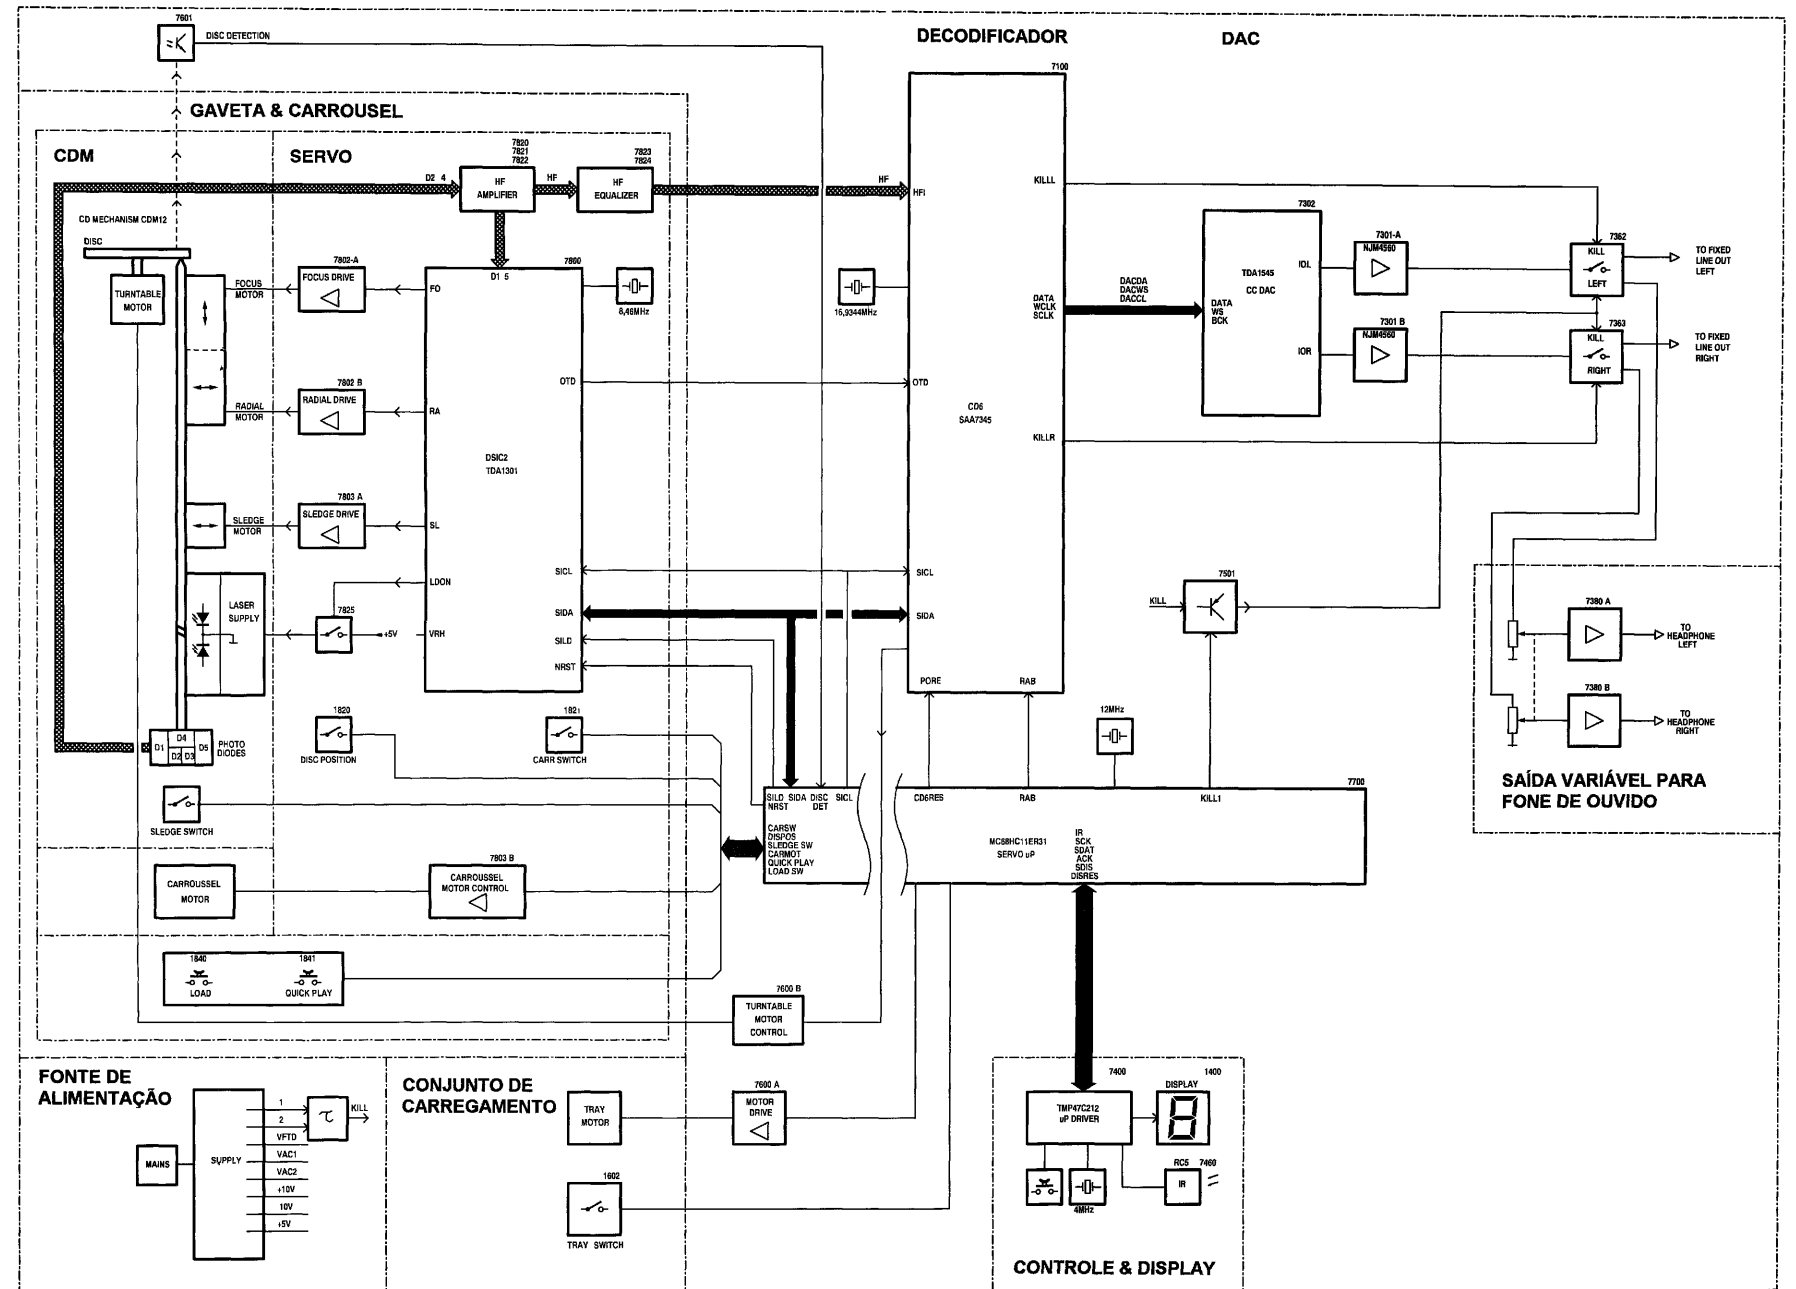 7601
DISC DETECTION
DECODIFICADOR
DAC
7100
GAVETA & CARROUSEL
CDM
SERVO
7820
7821
7822
7823
7824
D2 4
HF
AMPLIFIER
HF
HF
EQUALIZER
HF
HFI
KILLL
CD MECHANISM CDM12
DISC
TURNTABLE
MOTOR
FOCUS
MOTOR
7802-A
FOCUS DRIVE
FO
D1 5
7800
8,46MHz
16,9344MHz
DATA
WCLK
SCLK
DACDA
DACWS
DACCL
7302
TDA1545
CC DAC
DATA
WS
BCK
IOL
IOR
7301-A
NJM4560
7301 B
NJM4560
7362
KILL
LEFT
TO FIXED
LINE OUT
LEFT
7363
KILL
RIGHT
TO FIXED
LINE OUT
RIGHT
RADIAL
MOTOR
7802 B
RADIAL DRIVE
RA
OTD
OTD
CD6
SAA7345
KILLR
DSIC2
TDA1301
SLEDGE
MOTOR
7803 A
SLEDGE DRIVE
SL
LASER
SUPPLY
LDON
7825
+5V
VRH
SICL
SIDA
SILD
NRST
SICL
SIDA
PORE
RAB
KILL
7501
7380 A
TO
HEADPHONE
LEFT
7380 B
TO
HEADPHONE
RIGHT
SAÍDA VARIÁVEL PARA
FONE DE OUVIDO
D1
D4
D2
D3
D5
PHOTO
DIODES
1820
DISC POSITION
1821
CARR SWITCH
12MHz
SLEDGE SWITCH
7700
SILD SIDA DISC SICL
NRST DET
CD6RES
RAB
KILL1
CARSW
DISPOS
SLEDGE SW
CARMOT
QUICK PLAY
LOAD SW
MC68HC11ER31
SERVO uP
IR
SCK
SDAT
ACK
SDIS
DISRES
CARROUSSEL
MOTOR
7803 B
CARROUSSEL
MOTOR CONTROL
1840
LOAD
1841
QUICK PLAY
7600 B
TURNTABLE
MOTOR
CONTROL
FONTE DE
ALIMENTAÇÃO
MAINS
SUPPLY
1
2
VFTD
VAC1
VAC2
+10V
10V
+5V
τ
KILL
CONJUNTO DE
CARREGAMENTO
TRAY
MOTOR
7600 A
MOTOR
DRIVE
1602
TRAY SWITCH
7400
TMP47C212
uP DRIVER
1400
DISPLAY
8
4MHz
RC5
7460
IR
CONTROLE & DISPLAY